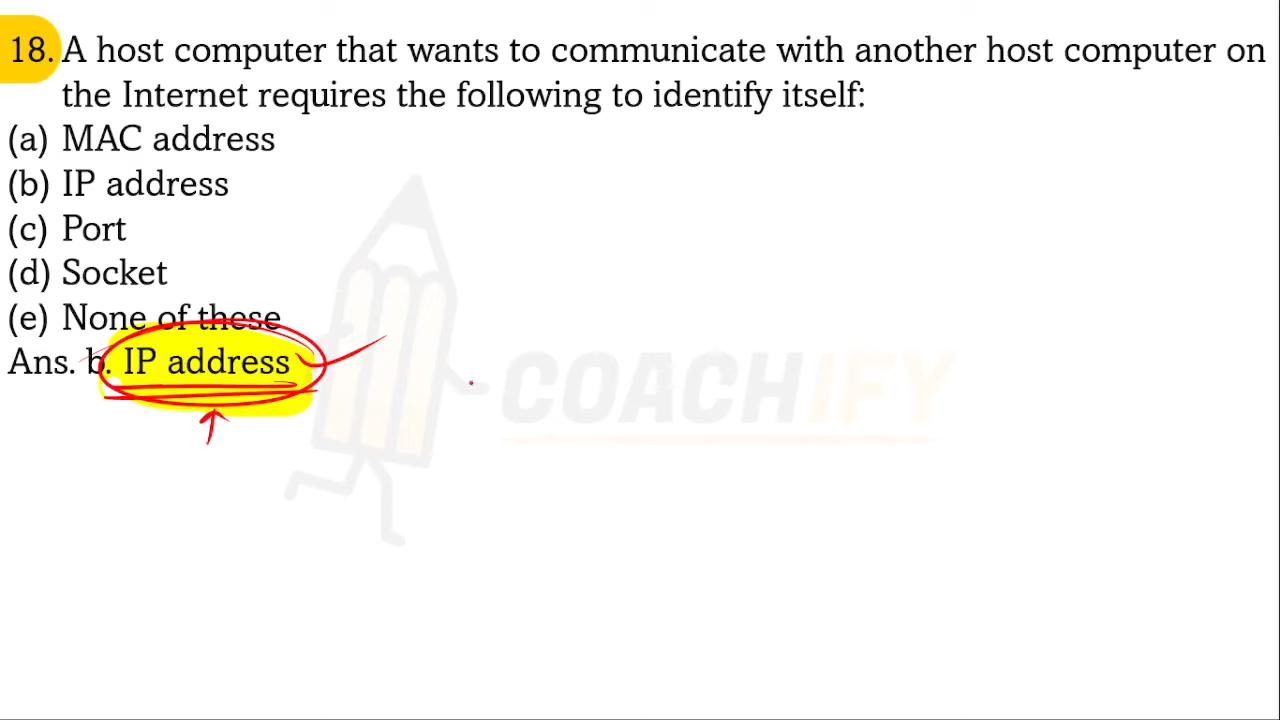 18. A host computer that wants to communicate with another host computer on
the Internet requires the following to identify itself:
(a) MAC address
(b) IP address
(c) Port
(d) Socket
(e) None of these
Ans. b. IP address
COACHIFY